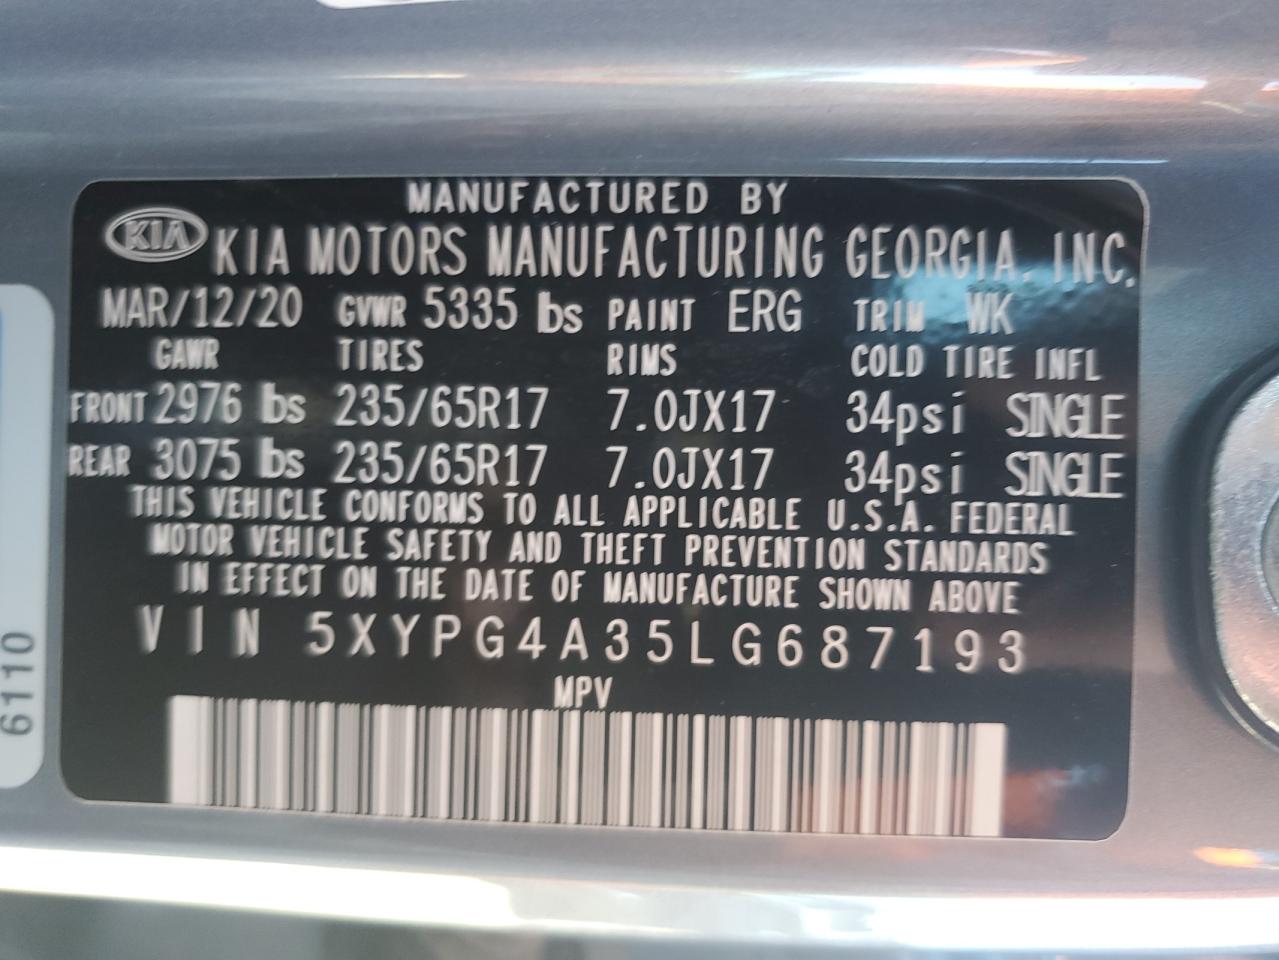 MANUFACTURED BY
KIA KIA MOTORS MANUFACTURING GEORGIA, INC.
MAR/12/20 GVWR 5335 lbs PAINT ERG TRIM WK
GAWR TIRES RIMS COLD TIRE INFL
FRONT 2976 lbs 235/65R17 7.0JX17 34psi SINGLE
REAR 3075 lbs 235/65R17 7.0JX17 34psi SINGLE
THIS VEHICLE CONFORMS TO ALL APPLICABLE U.S.A. FEDERAL
MOTOR VEHICLE SAFETY AND THEFT PREVENTION STANDARDS
IN EFFECT ON THE DATE OF MANUFACTURE SHOWN ABOVE
VIN 5XYPG4A35LG687193
MPV
6110